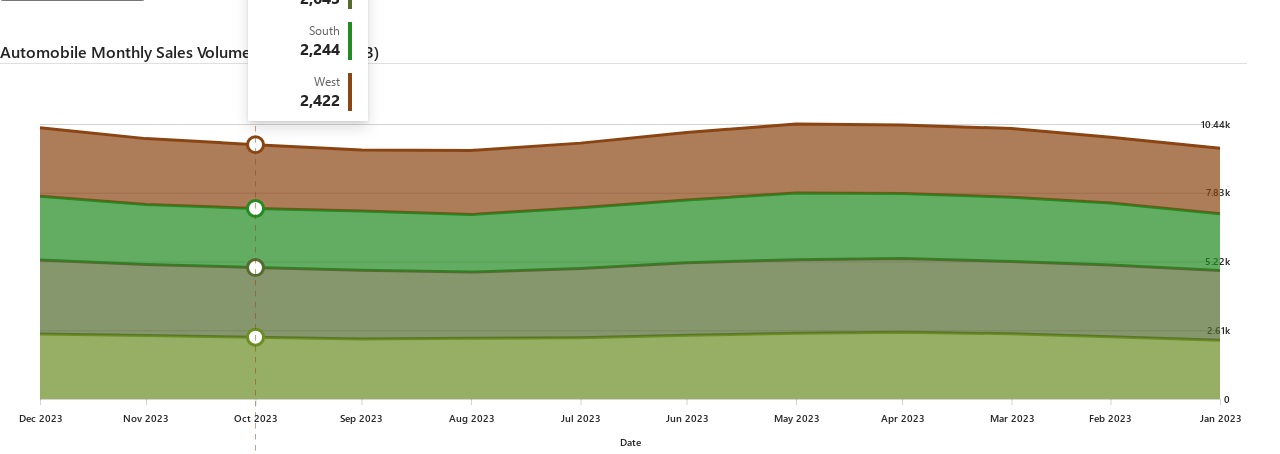 South
2,244
West
2,422
Automobile Monthly Sales Volume 3)
10.44k
7.83k
5.22k
2.61k
0
Dec 2023 Nov 2023 Oct 2023 Sep 2023 Aug 2023 Jul 2023 Jun 2023 May 2023 Apr 2023 Mar 2023 Feb 2023 Jan 2023
Date